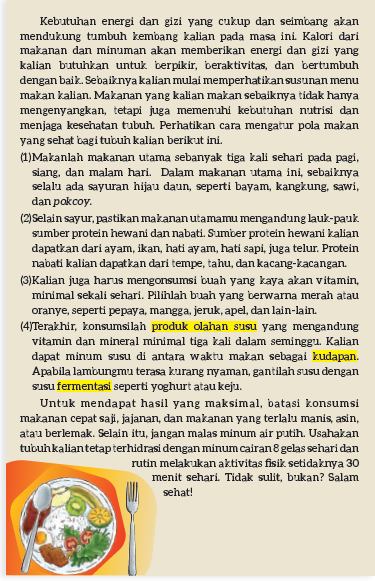 Kebutuhan energi dan gizi yang cukup dan seimbang akan
mendukung tumbuh kembang kalian pada masa ini. Kalori dari
makanan dan minuman akan memberikan energi dan gizi yang
kalian butuhkan untuk berpikir, beraktivitas, dan bertumbuh
dengan baik. Sebaiknya kalian mulai memperhatikan susunan menu
makan kalian. Makanan yang kalian makan sebaiknya tidak hanya
mengenyangkan, tetapi juga memenuhi kebutuhan nutrisi dan
menjaga kesehatan tubuh. Perhatikan cara mengatur pola makan
yang sehat bagi tubuh kalian berikut ini.
(1)Makanlah makanan utama sebanyak tiga kali sehari pada pagi,
siang, dan malam hari. Dalam makanan utama ini, sebaiknya
selalu ada sayuran hijau daun, seperti bayam, kangkung, sawi,
dan pokcoy.
(2)Selain sayur, pastikan makanan utamamu mengandung lauk-pauk
sumber protein hewani dan nabati. Sumber protein hewani kalian
dapatkan dari ayam, ikan, hati ayam, hati sapi, juga telur. Protein
nabati kalian dapatkan dari tempe, tahu, dan kacang-kacangan.
(3)Kalian juga harus mengonsumsi buah yang kaya akan vitamin,
minimal sekali sehari. Pilihlah buah yang berwarna merah atau
oranye, seperti pepaya, mangga, jeruk, apel, dan lain-lain.
(4)Terakhir, konsumsilah produk olahan susu yang mengandung
vitamin dan mineral minimal tiga kali dalam seminggu. Kalian
dapat minum susu di antara waktu makan sebagai kudapan.
Apabila lambungmu terasa kurang nyaman, gantilah susu dengan
susu fermentasi seperti yoghurt atau keju.
Untuk mendapat hasil yang maksimal, batasi konsumsi
makanan cepat saji, jajanan, dan makanan yang terlalu manis, asin,
atau berlemak. Selain itu, jangan malas minum air putih. Usahakan
tubuh kalian tetap terhidrasi dengan minum cairan 8 gelas sehari dan
rutin melakukan aktivitas fisik setidaknya 30
menit sehari. Tidak sulit, bukan? Salam
sehat!